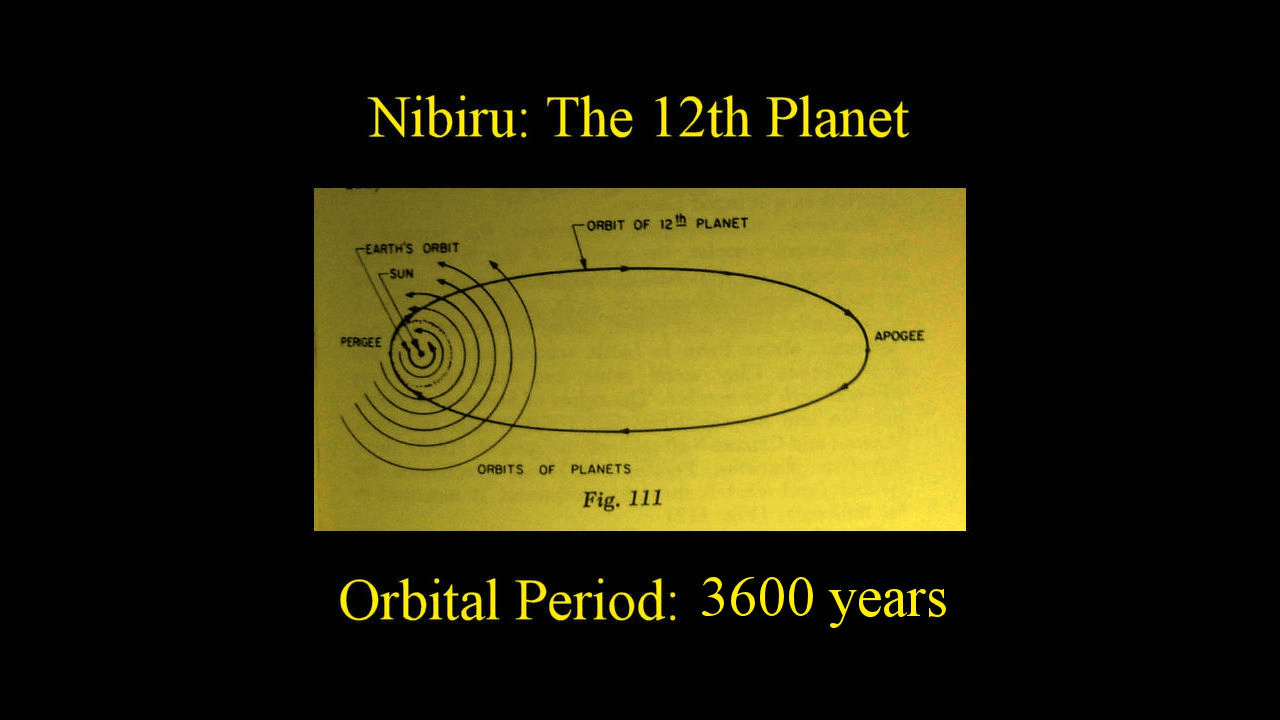 Nibiru: The 12th Planet
ORBIT OF 12th PLANET
EARTH'S ORBIT
SUN
PERIGEE
APOGEE
ORBITS OF PLANETS
Fig. 111
Orbital Period: 3600 years